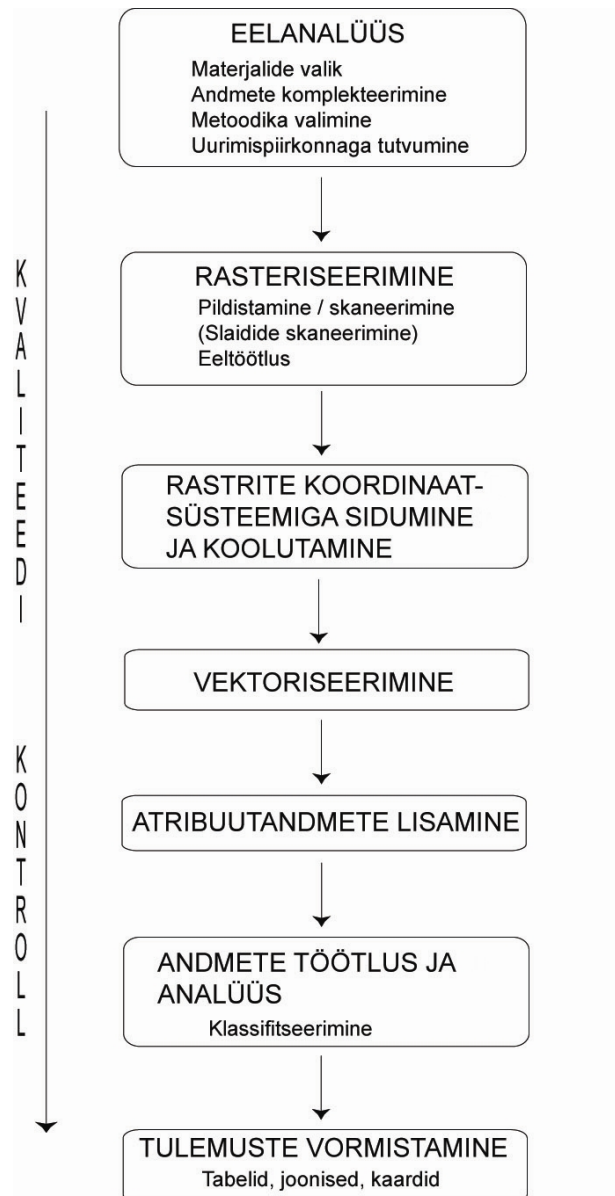 EELANALÜÜS
Materjalide valik
Andmete komplekteerimine
Metoodika valimine
Uurimispiirkonnaga tutvumine
RASTERISEERIMINE
Pildistamine / skaneerimine
(Slaidide skaneerimine)
Eeltöötlus
RASTRITE KOORDINAAT-
SÜSTEEMIGA SIDUMINE
JA KOOLUTAMINE
VEKTORISEERIMINE
ATRIBUUTANDMETE LISAMINE
ANDMETE TÖÖTLUS JA
ANALÜÜS
Klassifitseerimine
TULEMUSTE VORMISTAMINE
Tabelid, joonised, kaardid
KVALITEEDI KONTROLL